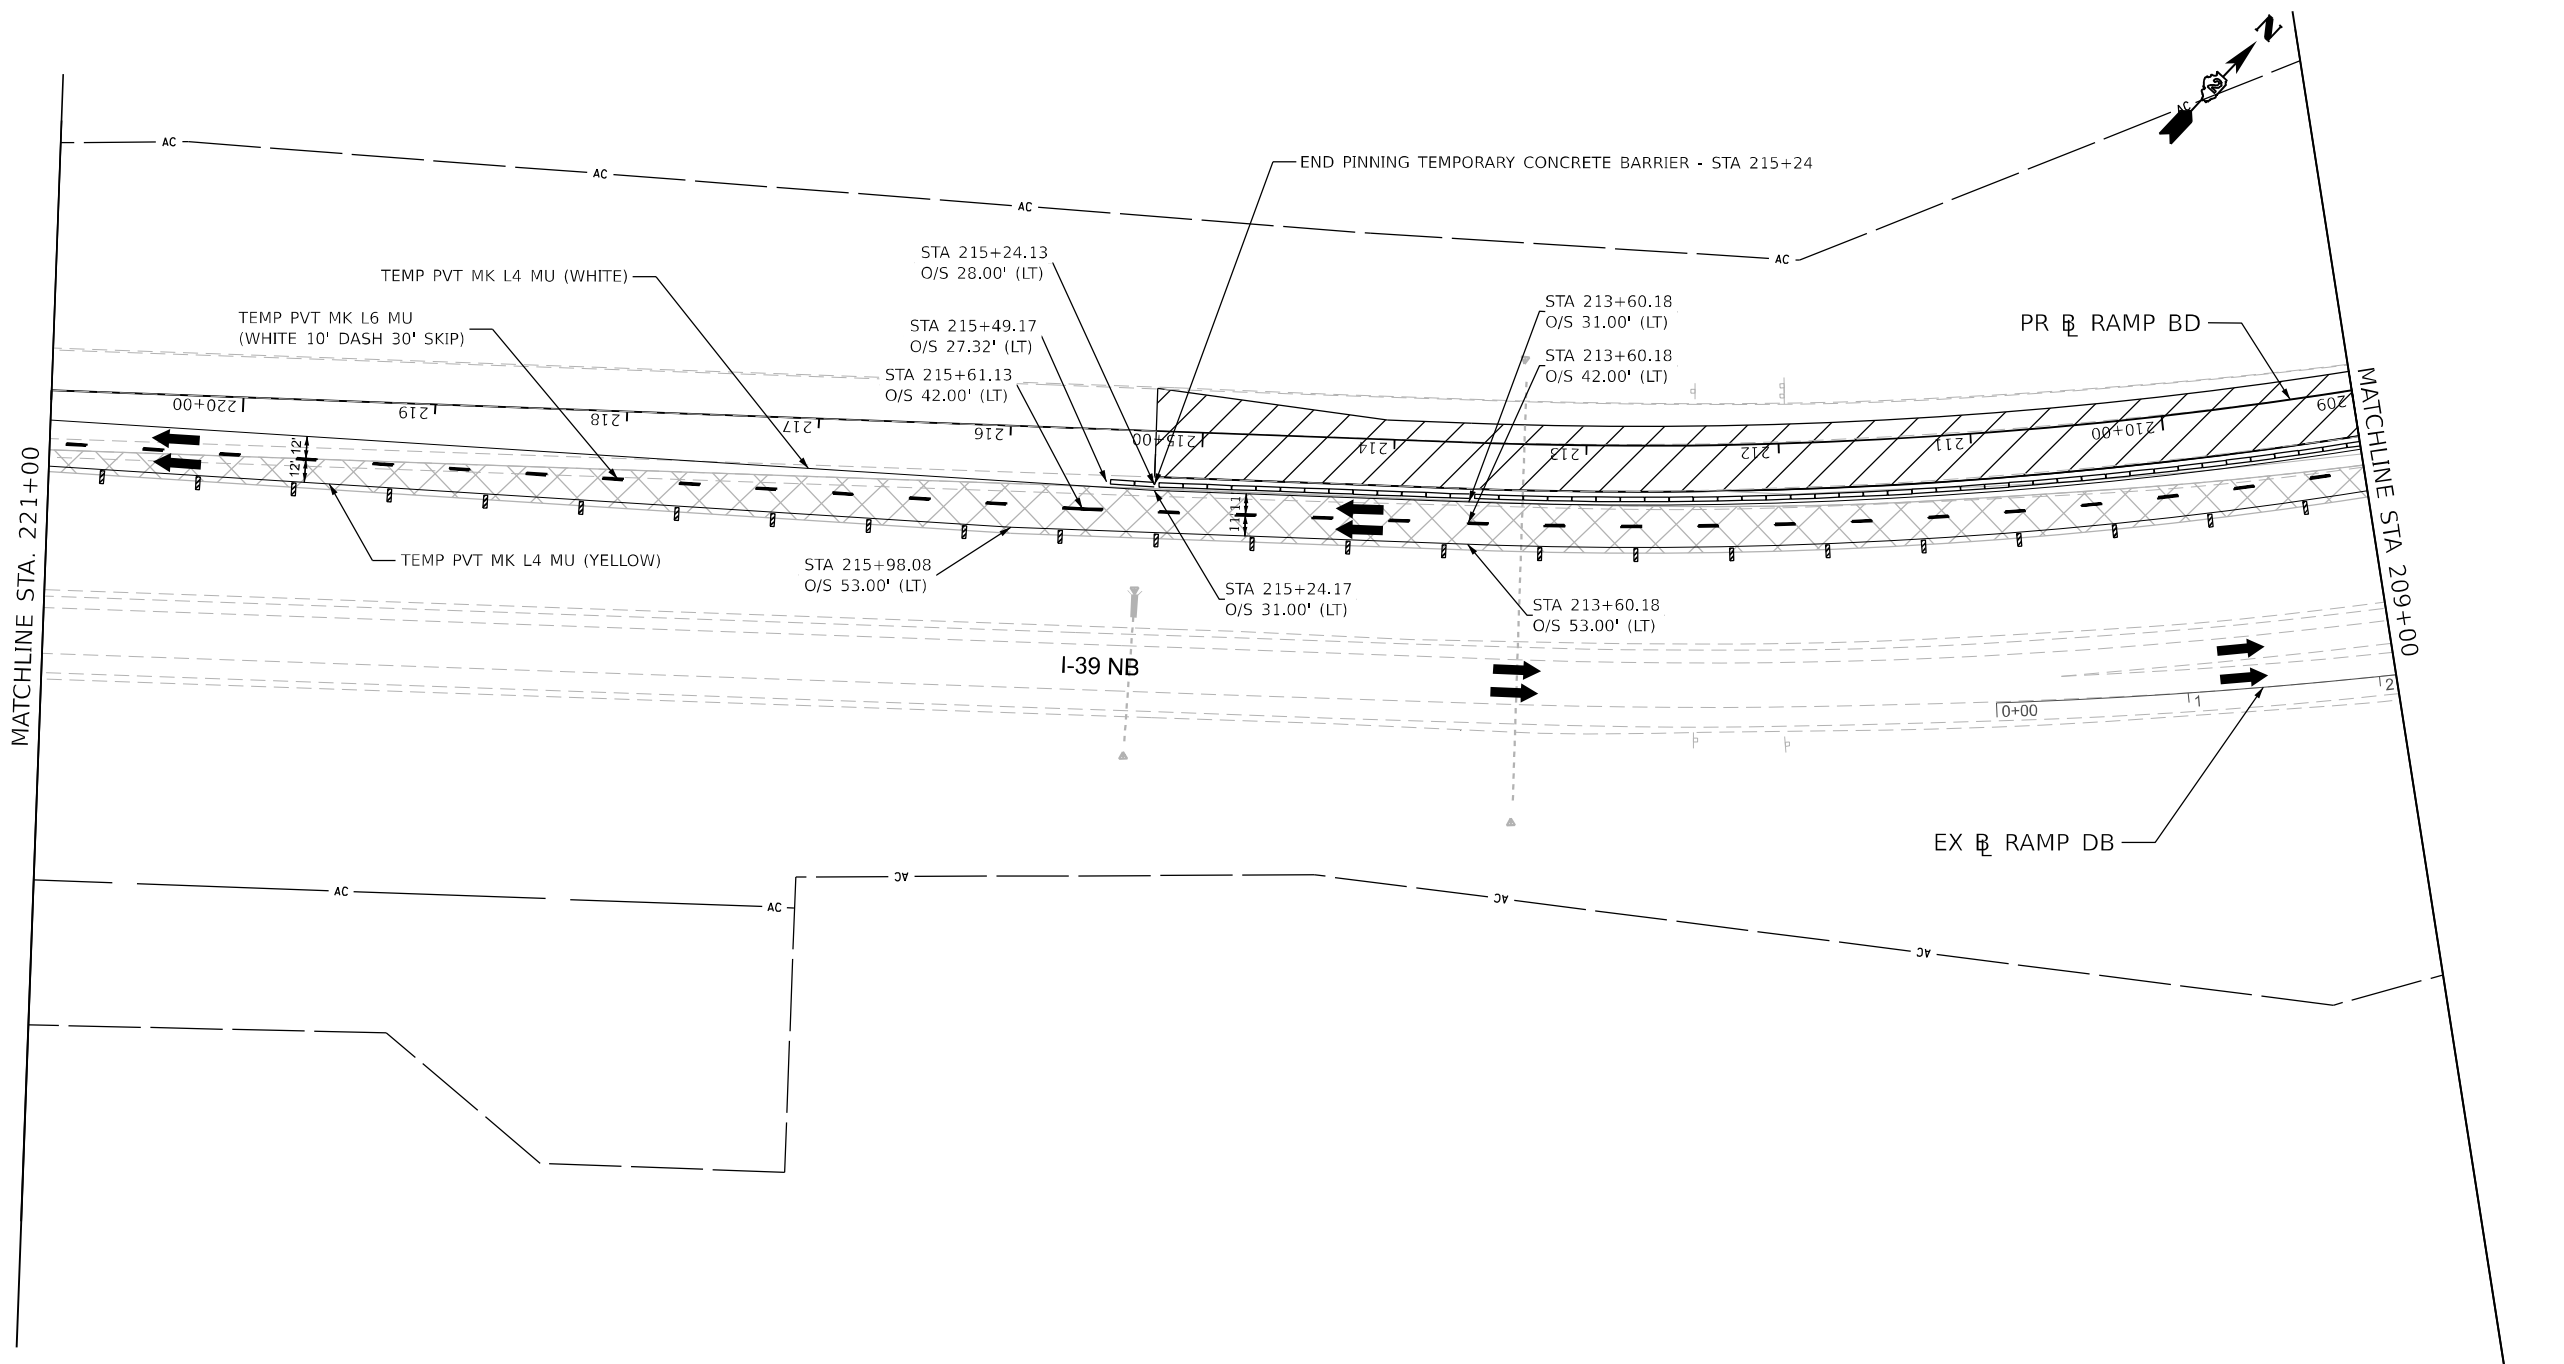 N
2
AC
AC
AC
AC
AC
END PINNING TEMPORARY CONCRETE BARRIER - STA 215+24
STA 215+24.13
O/S 28.00' (LT)
TEMP PVT MK L4 MU (WHITE)
TEMP PVT MK L6 MU
(WHITE 10' DASH 30' SKIP)
STA 215+49.17
O/S 27.32' (LT)
STA 215+61.13
O/S 42.00' (LT)
STA 213+60.18
O/S 31.00' (LT)
STA 213+60.18
O/S 42.00' (LT)
PR BL RAMP BD
220+00
219
218
217
216
215+00
214
213
212
211
210+00
209
12' 12'
11' 11'
MATCHLINE STA. 221+00
MATCHLINE STA 209+00
TEMP PVT MK L4 MU (YELLOW)
STA 215+98.08
O/S 53.00' (LT)
STA 215+24.17
O/S 31.00' (LT)
STA 213+60.18
O/S 53.00' (LT)
I-39 NB
0+00
1
2
EX BL RAMP DB
AC
AC
AC
AC
AC